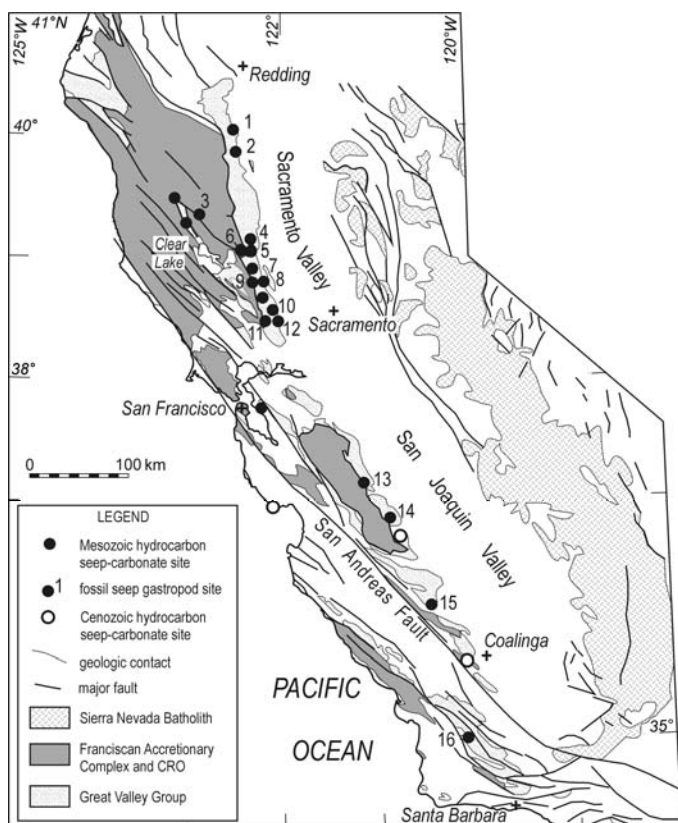 125°W
41°N
122°
120°
Redding
1
40°
2
Sacramento Valley
3
4
6
5
Clear
Lake
7
8
9
10
Sacramento
11
12
38°
San Francisco
0 100 km
13
San Joaquin Valley
14
San Andreas Fault
15
Coalinga
PACIFIC
OCEAN
16
35°
Santa Barbara
LEGEND
Mesozoic hydrocarbon
seep-carbonate site
1 fossil seep gastropod site
Cenozoic hydrocarbon
seep-carbonate site
geologic contact
major fault
Sierra Nevada Batholith
Franciscan Accretionary
Complex and CRO
Great Valley Group